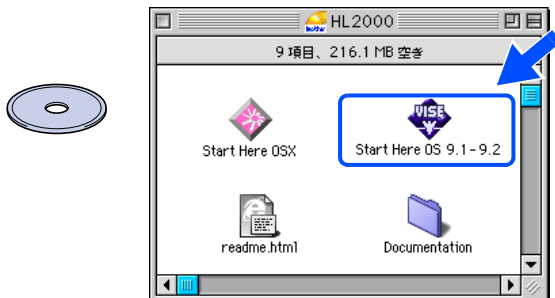 brother HL2000
9 項目、216.1 MB 空き
VISE
Start Here OSX
Start Here OS 9.1-9.2
readme.html
Documentation